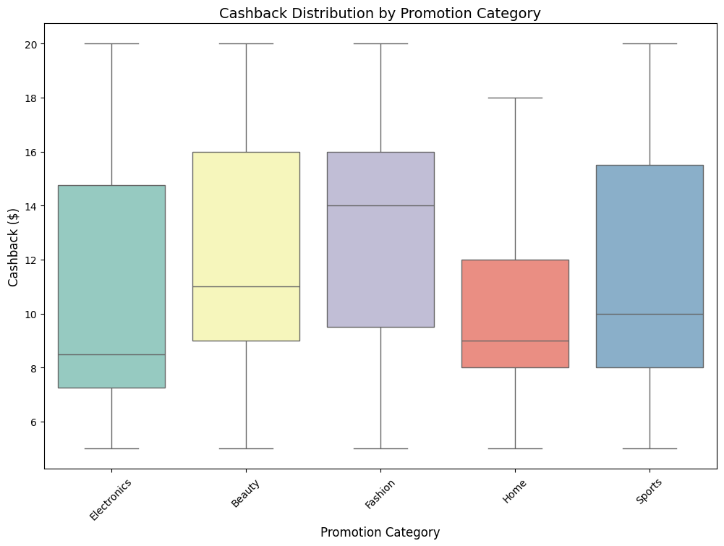 Cashback Distribution by Promotion Category
Cashback ($)
20
18
16
14
12
10
8
6
Electronics
Beauty
Fashion
Home
Sports
Promotion Category